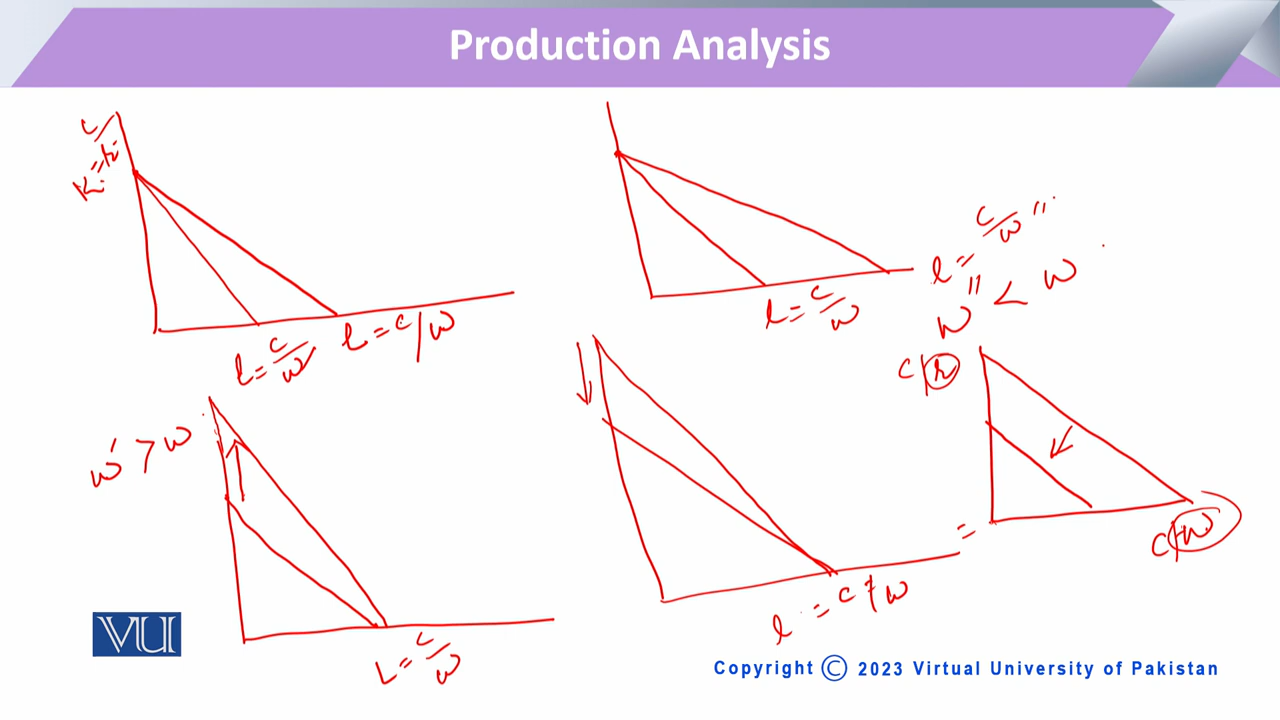 Production Analysis
K = c/r
l = c/w
l = c/w
l = c/w
l = c/w''
w'' < w
w' > w
L = c/w
l = c/w
=
c/r
c/w
VU
Copyright © 2023 Virtual University of Pakistan